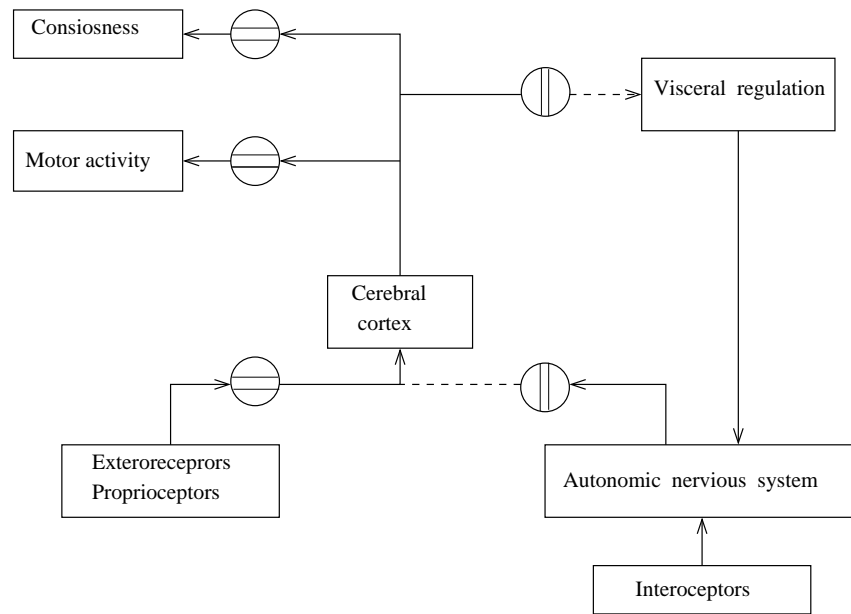 Consiosness
Visceral regulation
Motor activity
Cerebral
cortex
Exteroreceprors
Proprioceptors
Autonomic nervious system
Interoceptors